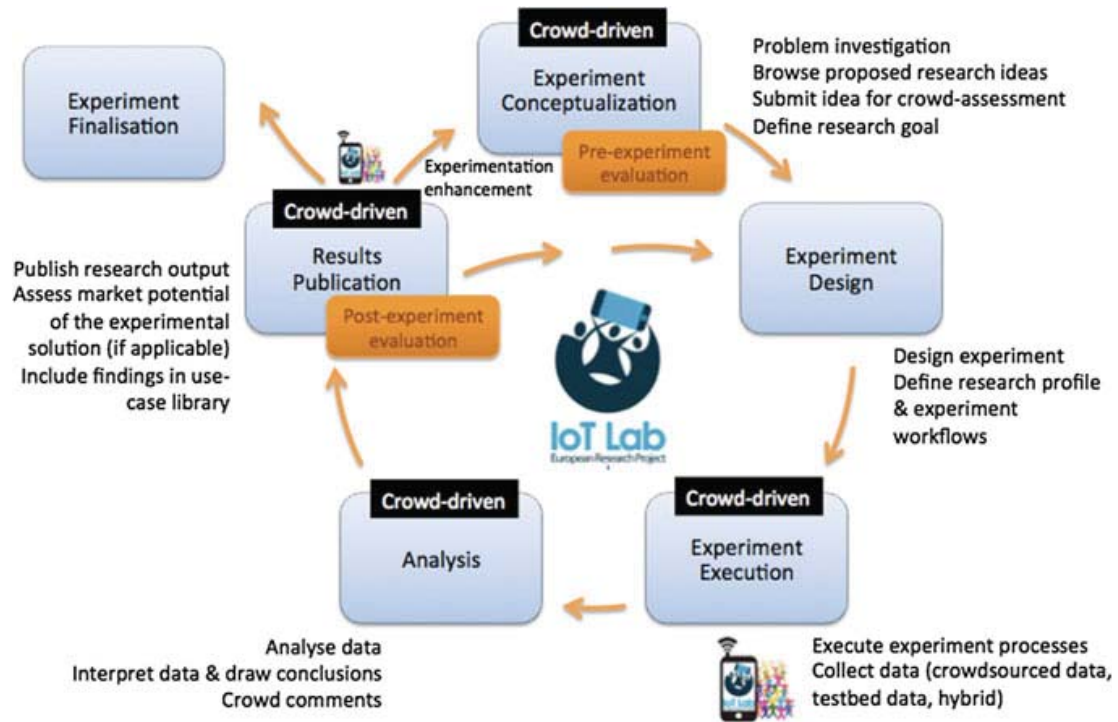 Crowd-driven
Experiment
Conceptualization
Pre-experiment
evaluation
Problem investigation
Browse proposed research ideas
Submit idea for crowd-assessment
Define research goal
Experiment
Finalisation
Experimentation
enhancement
Crowd-driven
Results
Publication
Post-experiment
evaluation
Publish research output
Assess market potential
of the experimental
solution (if applicable)
Include findings in use-
case library
Experiment
Design
Design experiment
Define research profile
& experiment
workflows
IoT Lab
European Research Project
Crowd-driven
Analysis
Analyse data
Interpret data & draw conclusions
Crowd comments
Crowd-driven
Experiment
Execution
IoT Lab
Execute experiment processes
Collect data (crowdsourced data,
testbed data, hybrid)